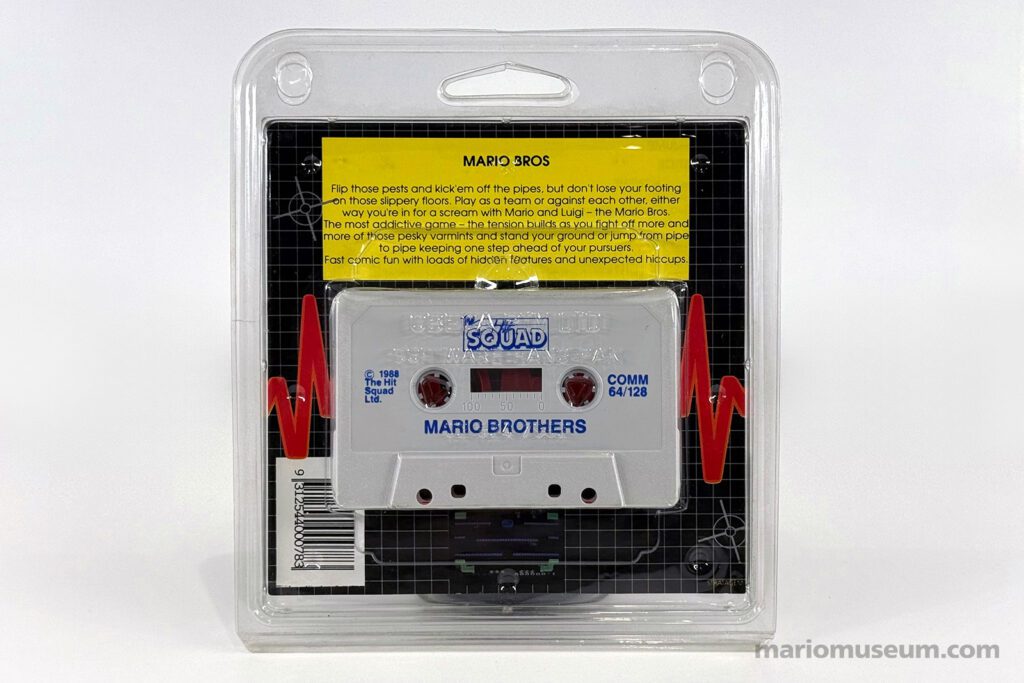 MARIO BROS
Flip those pests and kick'em off the pipes, but don't lose your footing
on those slippery floors. Play as a team or against each other, either
way you're in for a scream with Mario and Luigi – the Mario Bros.
The most addictive game – the tension builds as you fight off more and
more of those pesky varmints and stand your ground or jump from pipe
to pipe keeping one step ahead of your pursuers.
Fast comic fun with loads of hidden features and unexpected hiccups.
SQUAD
© 1988
The Hit
Squad
Ltd.
COMM
64/128
100 50 0
MARIO BROTHERS
9 312544 000783
mariomuseum.com